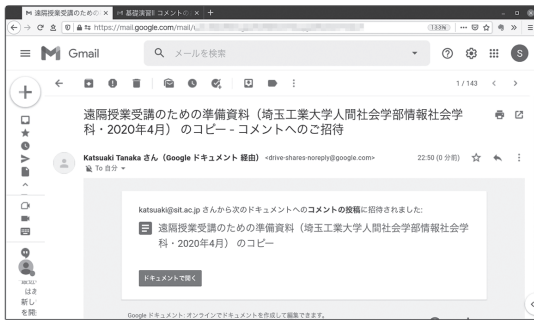 遠隔授業受講のための
基礎演習II コメントの
https://mail.google.com/mail/
133%
Gmail
メールを検索
S
1 / 143
遠隔授業受講のための準備資料（埼玉工業大学人間社会学部情報社会学
科・2020年4月） のコピー - コメントへのご招待
Katsuaki Tanaka さん（Google ドキュメント 経由） <drive-shares-noreply@google.com>
22:50 (0 分前)
To 自分
katsuaki@sit.ac.jp さんから次のドキュメントへのコメントの投稿に招待されました:
遠隔授業受講のための準備資料（埼玉工業大学人間社会学部情報社会学
科・2020年4月） のコピー
ドキュメントで開く
はま
新し
を開
Google ドキュメント: オンラインでドキュメントを作成して編集できます。